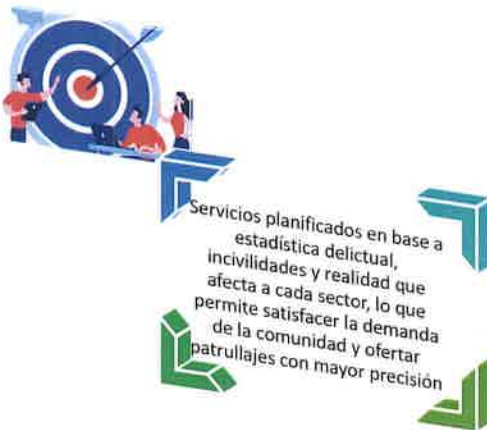 Servicios planificados en base a
estadística delictual,
incivilidades y realidad que
afecta a cada sector, lo que
permite satisfacer la demanda
de la comunidad y ofertar
patrullajes con mayor precisión